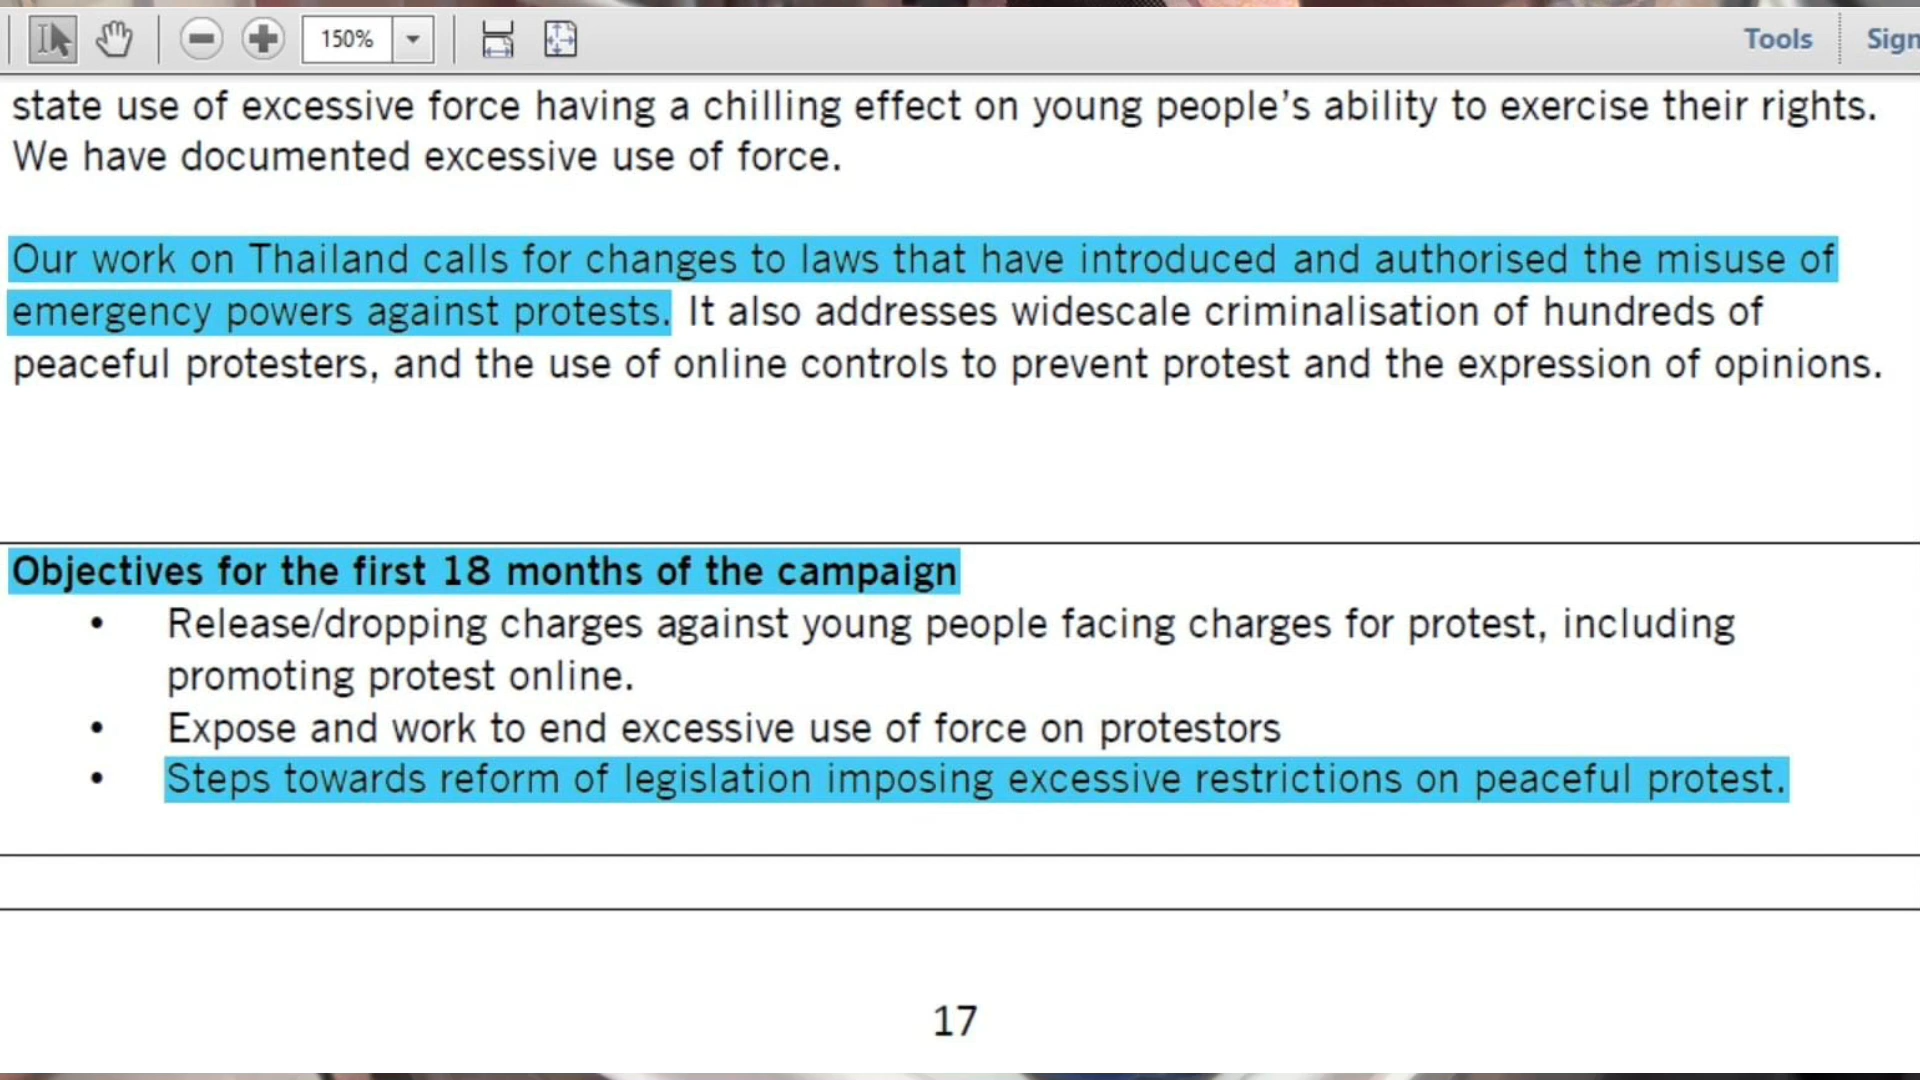 150%
Tools
Sign
state use of excessive force having a chilling effect on young people's ability to exercise their rights.
We have documented excessive use of force.
Our work on Thailand calls for changes to laws that have introduced and authorised the misuse of
emergency powers against protests. It also addresses widescale criminalisation of hundreds of
peaceful protesters, and the use of online controls to prevent protest and the expression of opinions.
Objectives for the first 18 months of the campaign
• Release/dropping charges against young people facing charges for protest, including
promoting protest online.
• Expose and work to end excessive use of force on protestors
• Steps towards reform of legislation imposing excessive restrictions on peaceful protest.
17